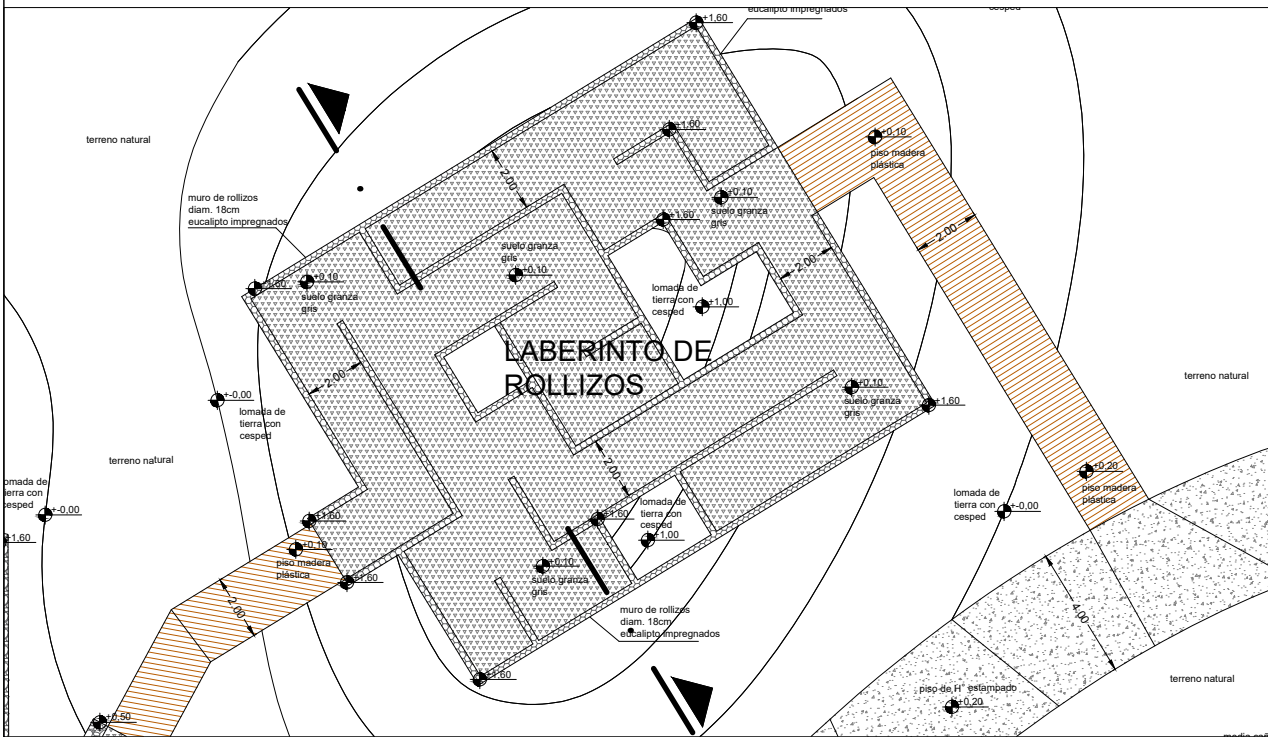 eucalipto impregnados
cesped
+1,60
terreno natural
+1,60
+0,10
piso madera
plástica
2.00
muro de rollizos
diam. 18cm
eucalipto impregnados
+0,10
suelo granza
gris
+1,60
2.00
suelo granza
gris
+0,10
2.00
+1,60
+0,10
suelo granza
gris
lomada de
tierra con
cesped
+1,00
LABERINTO DE
ROLLIZOS
2.00
+-0,00
lomada de
tierra con
cesped
+0,10
suelo granza
gris
+1,60
terreno natural
terreno natural
2.00
+0,20
piso madera
plástica
lomada de
tierra con
cesped
+-0,00
+1,60
lomada de
tierra con
cesped
+-0,00
+1,60
+1,60
lomada de
tierra con
cesped
+1,00
+0,10
piso madera
plástica
+1,60
+0,10
suelo granza
gris
2.00
4.00
muro de rollizos
diam. 18cm
eucalipto impregnados
+1,60
terreno natural
piso de H° estampado
+0,20
+0,50